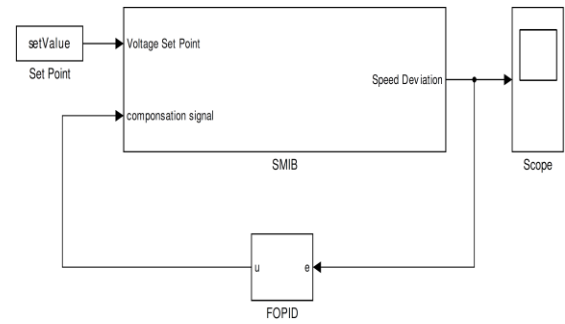 setValue
Set Point
Voltage Set Point
componsation signal
Speed Deviation
SMIB
Scope
u
e
FOPID